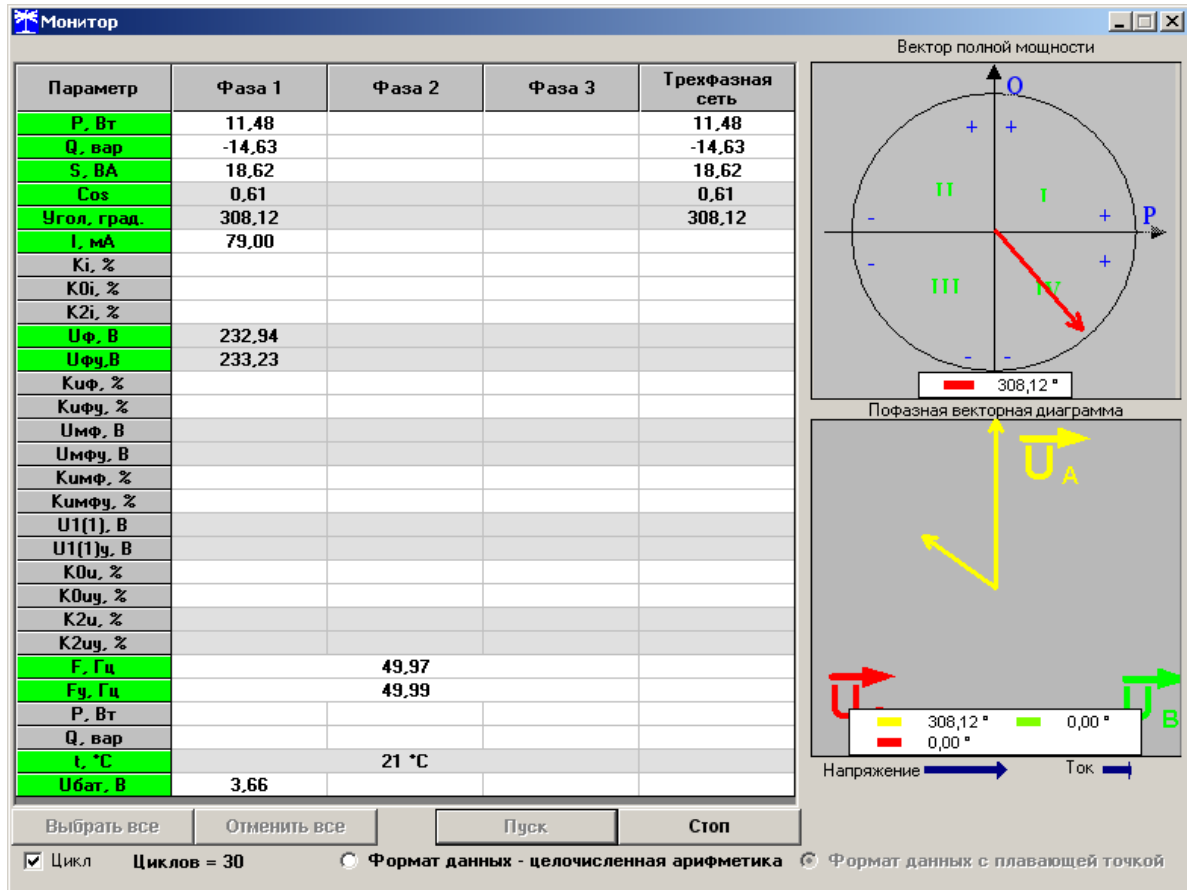 Монитор
Параметр Фаза 1 Фаза 2 Фаза 3 Трехфазная сеть
P, Вт 11,48 11,48
Q, вар -14,63 -14,63
S, ВА 18,62 18,62
Cos 0,61 0,61
Угол, град. 308,12 308,12
I, мА 79,00
Ki, %
K0i, %
K2i, %
Uф, В 232,94
Uфу,В 233,23
Kuф, %
Kuфу, %
Uмф, В
Uмфу, В
Kuмф, %
Kuмфу, %
U1(1), В
U1(1)у, В
K0u, %
K0uу, %
K2u, %
K2uу, %
F, Гц 49,97
Fу, Гц 49,99
P, Вт
Q, вар
t, °C 21 °C
Uбат, В 3,66
Выбрать все Отменить все Пуск Стоп
Цикл Циклов = 30 Формат данных - целочисленная арифметика Формат данных с плавающей точкой
Вектор полной мощности
Q
+ +
II I
- + P
- +
III IV
- -
308,12 °
Пофазная векторная диаграмма
U A
U U B
308,12 ° 0,00 °
0,00 °
Напряжение Ток